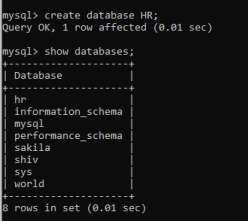 mysql> create database HR;
Query OK, 1 row affected (0.01 sec)
mysql> show databases;
+--------------------+
| Database           |
+--------------------+
| hr                 |
| information_schema |
| mysql              |
| performance_schema |
| sakila             |
| shiv               |
| sys                |
| world              |
+--------------------+
8 rows in set (0.01 sec)